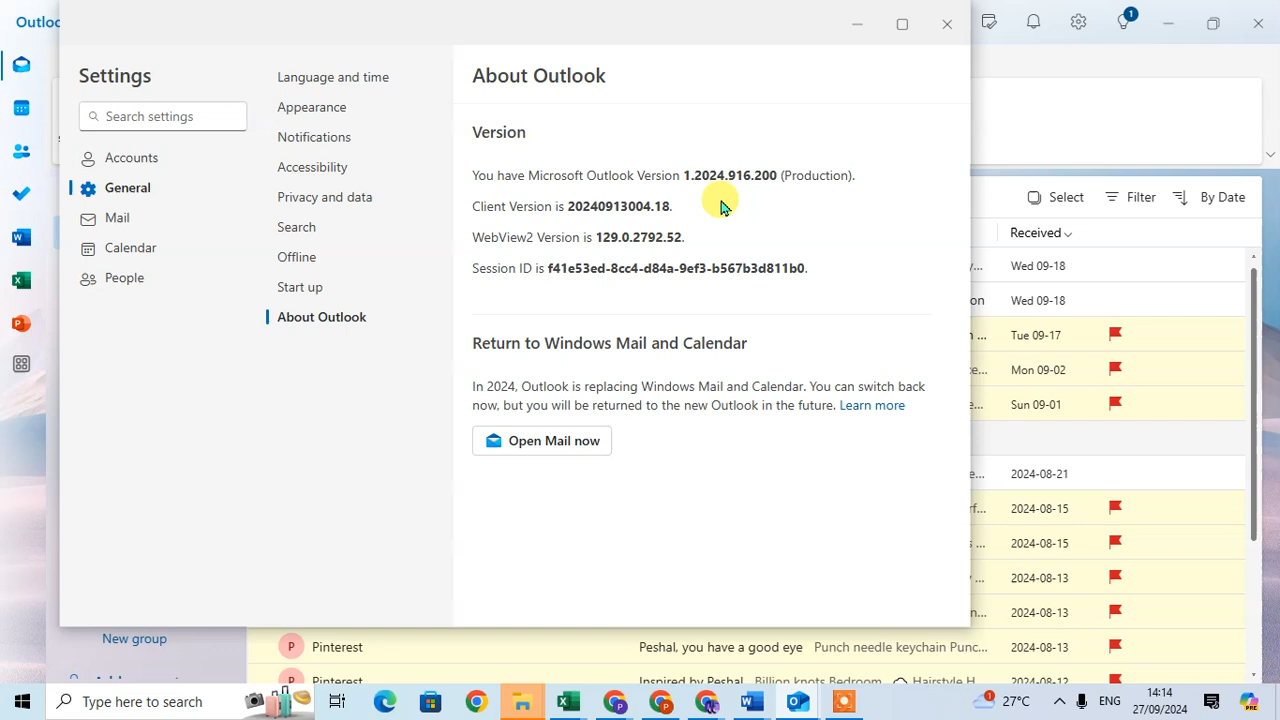 Outlo
1
Settings
Search settings
Accounts
General
Mail
Calendar
People
Language and time
Appearance
Notifications
Accessibility
Privacy and data
Search
Offline
Start up
About Outlook
About Outlook
Version
You have Microsoft Outlook Version 1.2024.916.200 (Production).
Client Version is 20240913004.18.
WebView2 Version is 129.0.2792.52.
Session ID is f41e53ed-8cc4-d84a-9ef3-b567b3d811b0.
Return to Windows Mail and Calendar
In 2024, Outlook is replacing Windows Mail and Calendar. You can switch back
now, but you will be returned to the new Outlook in the future. Learn more
Open Mail now
Select Filter By Date
Received
y... Wed 09-18
on Wed 09-18
n ... Tue 09-17
te... Mon 09-02
e... Sun 09-01
e... 2024-08-21
rf... 2024-08-15
s ... 2024-08-15
/ ... 2024-08-13
n... 2024-08-13
New group
P Pinterest Peshal, you have a good eye Punch needle keychain Punc... 2024-08-13
P Pinterest Inspired by Peshal Billion knots Bedroom Hairstyle H... 2024-08-12
Type here to search
1 27°C ENG 14:14
27/09/2024